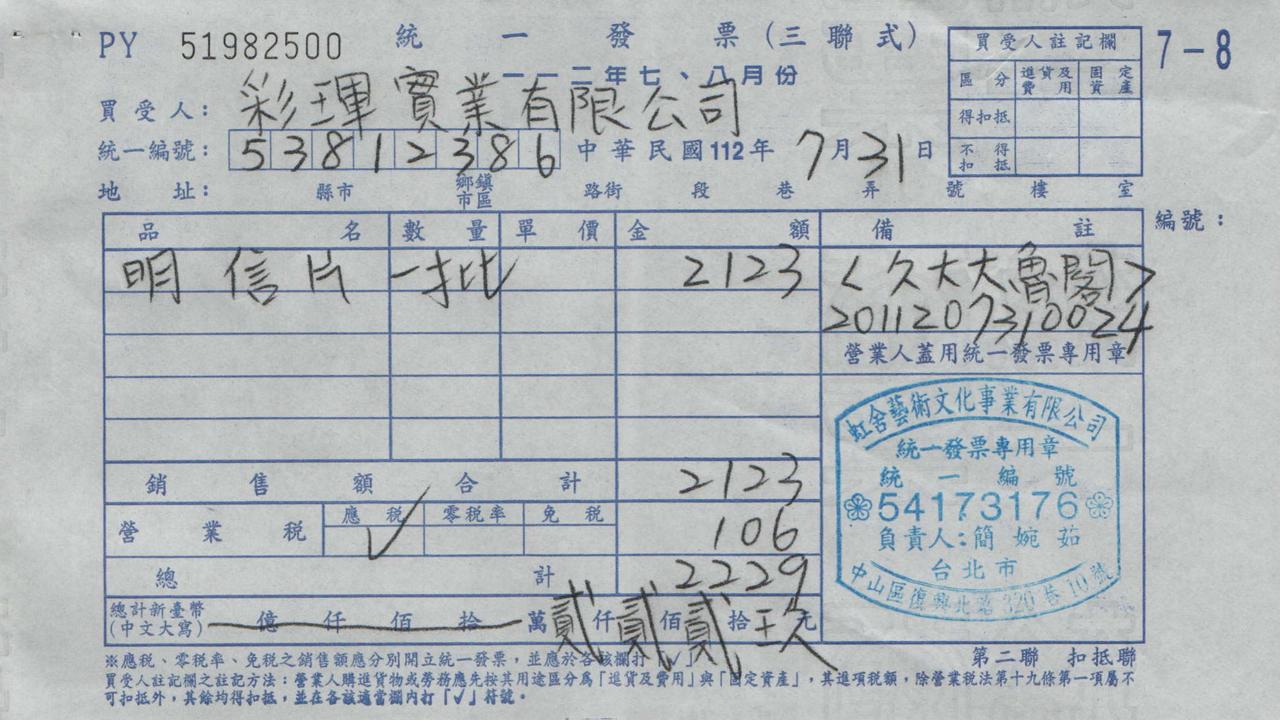 PY 51982500 統一發票(三聯式)
一一二年七、八月份
7-8
買受人註記欄
區分 進貨及費用 固定資產
得扣抵
不得扣抵
買受人: 彩琿實業有限公司
統一編號: 53812386 中華民國112年7月31日
地址: 縣市 鄉鎮市區 路街 段 巷 弄 號 樓 室
編號:
品名 數量 單價 金額 備註
明信片 一批 2123 <久大大魯閣>
2011207310024
營業人蓋用統一發票專用章
虹舍藝術文化事業有限公司
統一發票專用章
統一編號
54173176
負責人:簡婉茹
台北市
中山區復興北路320巷10號
銷售額合計 2123
營業稅 應稅 ✓ 零稅率 免稅 106
總計 2229
總計新臺幣(中文大寫) 億仟佰拾萬貳仟貳佰貳拾玖元
第二聯 扣抵聯
※應稅、零稅率、免稅之銷售額應分別開立統一發票,並應於各該欄打「✓」
買受人註記欄之註記方法:營業人購進貨物或勞務應先按其用途區分為「進貨及費用」與「固定資產」,其進項稅額,除營業稅法第十九條第一項屬不
可扣抵外,其餘均得扣抵,並在各該適當欄內打「✓」符號。